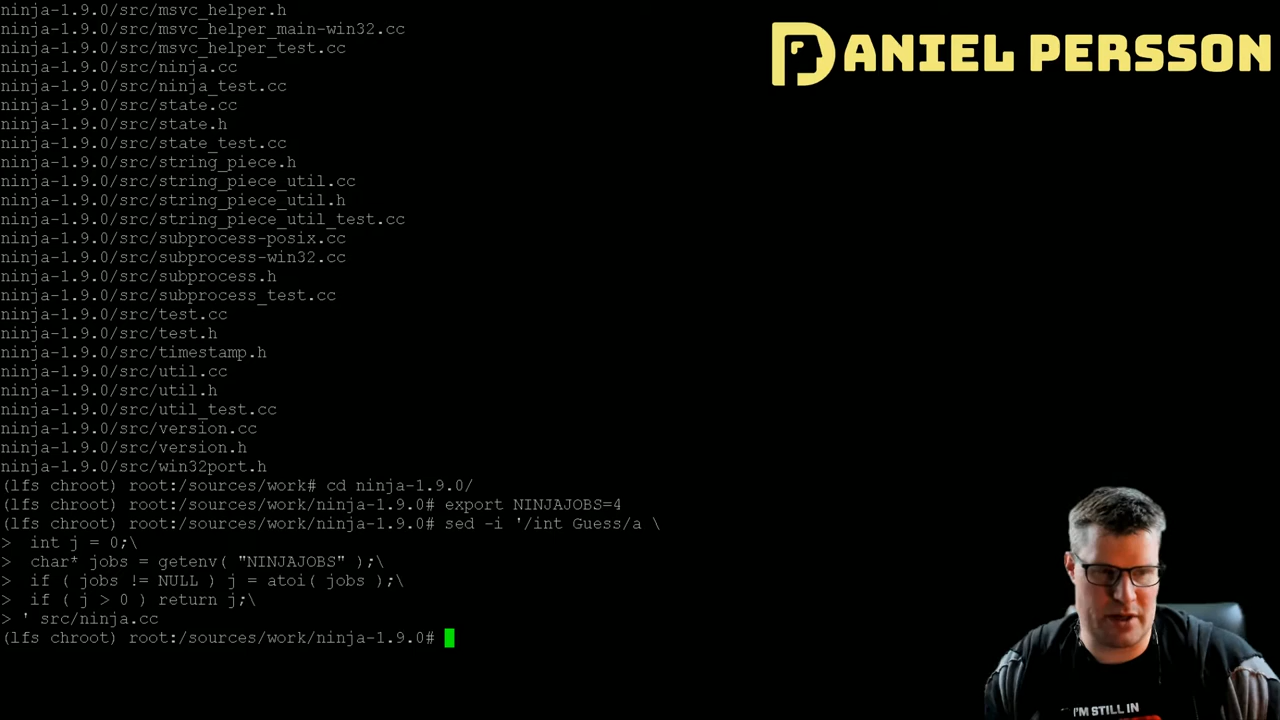 ninja-1.9.0/src/msvc_helper.h
ninja-1.9.0/src/msvc_helper_main-win32.cc
ninja-1.9.0/src/msvc_helper_test.cc
ninja-1.9.0/src/ninja.cc
ninja-1.9.0/src/ninja_test.cc
ninja-1.9.0/src/state.cc
ninja-1.9.0/src/state.h
ninja-1.9.0/src/state_test.cc
ninja-1.9.0/src/string_piece.h
ninja-1.9.0/src/string_piece_util.cc
ninja-1.9.0/src/string_piece_util.h
ninja-1.9.0/src/string_piece_util_test.cc
ninja-1.9.0/src/subprocess-posix.cc
ninja-1.9.0/src/subprocess-win32.cc
ninja-1.9.0/src/subprocess.h
ninja-1.9.0/src/subprocess_test.cc
ninja-1.9.0/src/test.cc
ninja-1.9.0/src/test.h
ninja-1.9.0/src/timestamp.h
ninja-1.9.0/src/util.cc
ninja-1.9.0/src/util.h
ninja-1.9.0/src/util_test.cc
ninja-1.9.0/src/version.cc
ninja-1.9.0/src/version.h
ninja-1.9.0/src/win32port.h
(lfs chroot) root:/sources/work# cd ninja-1.9.0/
(lfs chroot) root:/sources/work/ninja-1.9.0# export NINJAJOBS=4
(lfs chroot) root:/sources/work/ninja-1.9.0# sed -i '/int Guess/a \
>  int j = 0;\
>  char* jobs = getenv( "NINJAJOBS" );\
>  if ( jobs != NULL ) j = atoi( jobs );\
>  if ( j > 0 ) return j;\
> ' src/ninja.cc
(lfs chroot) root:/sources/work/ninja-1.9.0#
DANIEL PERSSON
I'M STILL IN